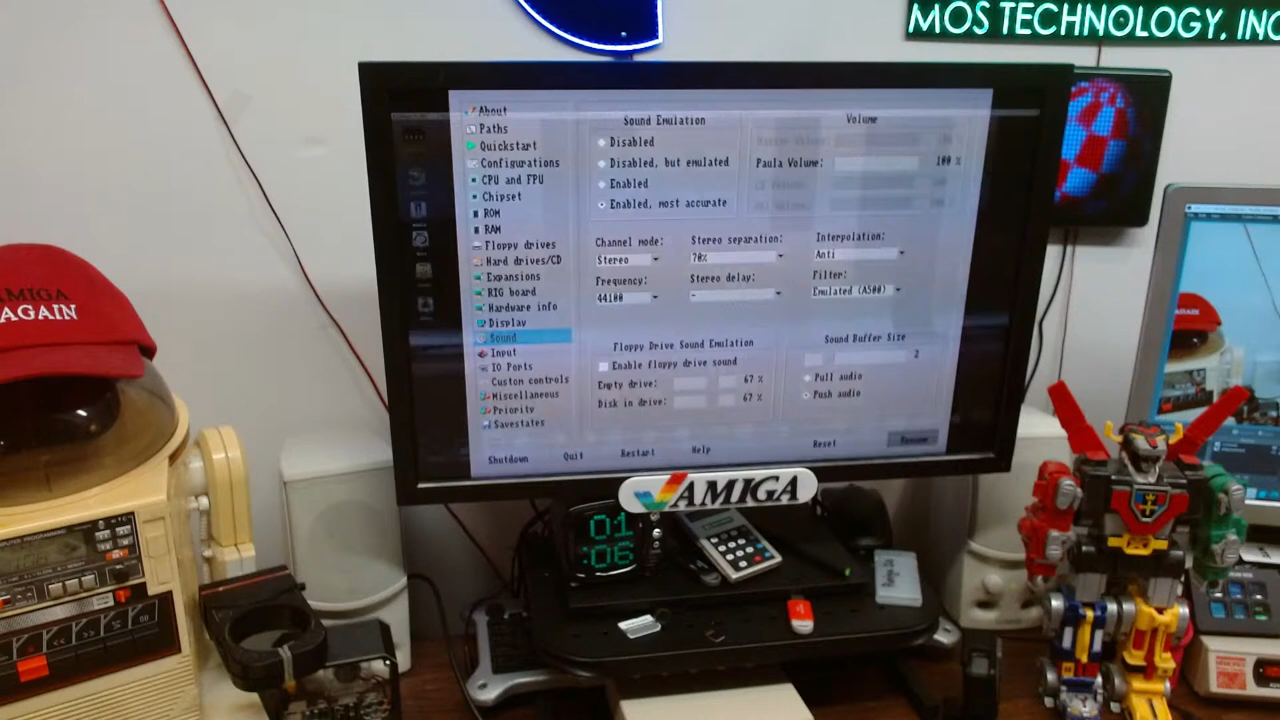 MOS TECHNOLOGY, INC
About
Paths
Quickstart
Configurations
CPU and FPU
Chipset
ROM
RAM
Floppy drives
Hard drives/CD
Expansions
RTG board
Hardware info
Display
Sound
Input
IO Ports
Custom controls
Miscellaneous
Priority
Savestates
Sound Emulation
Disabled
Disabled, but emulated
Enabled
Enabled, most accurate
Volume
Paula Volume: 100 %
Channel mode:
Stereo
Stereo separation:
70%
Interpolation:
Anti
Frequency:
44100
Stereo delay:
-
Filter:
Emulated (A500)
Floppy Drive Sound Emulation
Enable floppy drive sound
Empty drive: 67 %
Disk in drive: 67 %
Sound Buffer Size
2
Pull audio
Push audio
Shutdown Quit Restart Help Reset Resume
AMIGA
01
:06
AMIGA
AGAIN
AGAIN